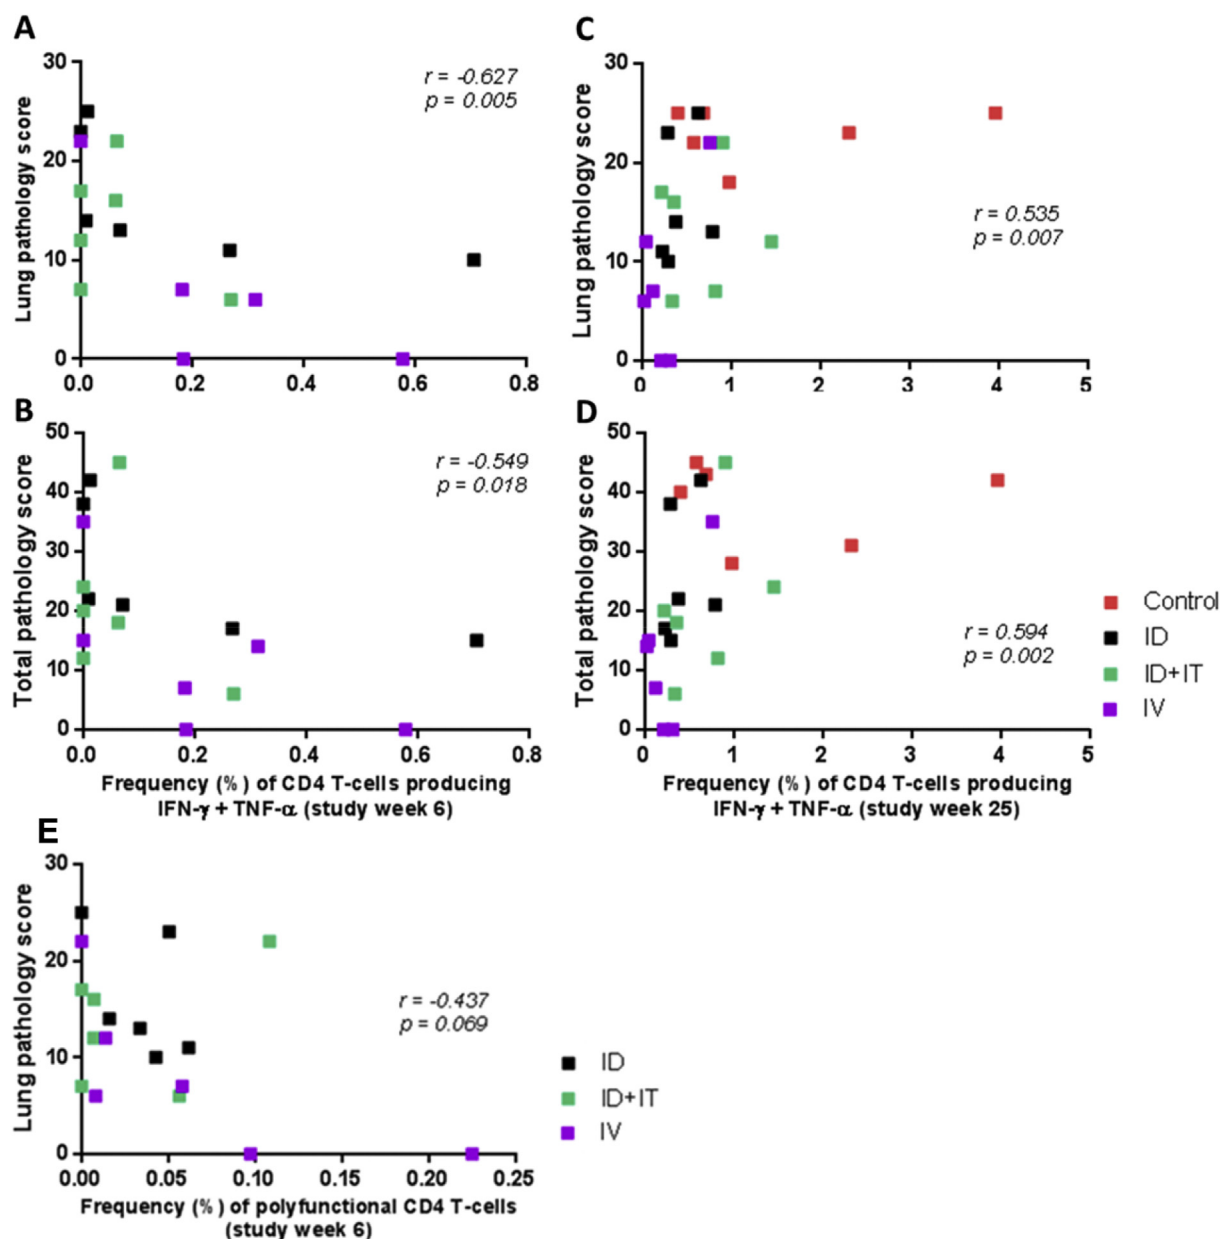 A
30
20
10
0
Lung pathology score
r = -0.627
p = 0.005
0.0 0.2 0.4 0.6 0.8
C
30
20
10
0
Lung pathology score
r = 0.535
p = 0.007
0 1 2 3 4 5
B
50
40
30
20
10
0
Total pathology score
r = -0.549
p = 0.018
0.0 0.2 0.4 0.6 0.8
Frequency (%) of CD4 T-cells producing
IFN-γ + TNF-α (study week 6)
D
50
40
30
20
10
0
Total pathology score
r = 0.594
p = 0.002
0 1 2 3 4 5
Frequency (%) of CD4 T-cells producing
IFN-γ + TNF-α (study week 25)
Control
ID
ID+IT
IV
E
30
20
10
0
Lung pathology score
r = -0.437
p = 0.069
0.00 0.05 0.10 0.15 0.20 0.25
Frequency (%) of polyfunctional CD4 T-cells
(study week 6)
ID
ID+IT
IV